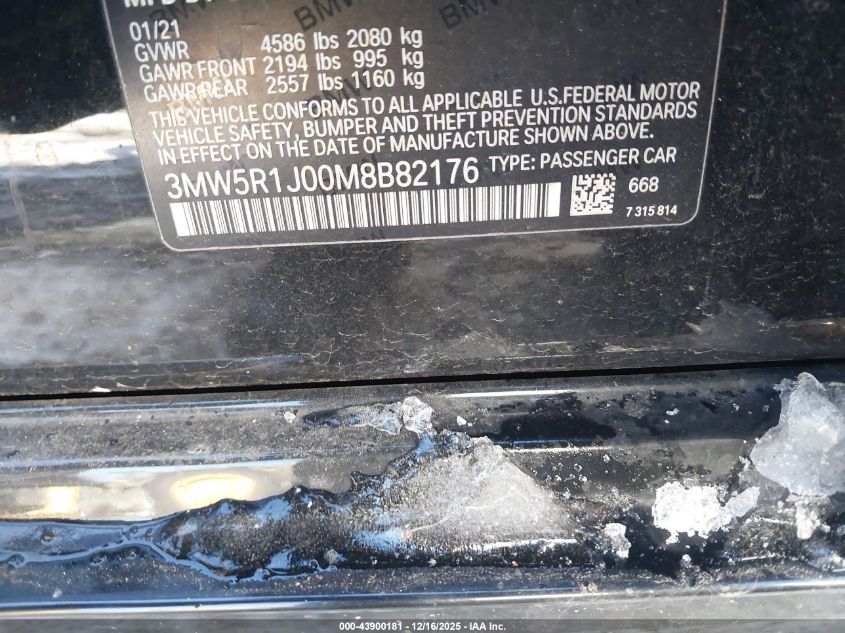 01/21
GVWR 4586 lbs 2080 kg
GAWR FRONT 2194 lbs 995 kg
GAWR REAR 2557 lbs 1160 kg
THIS VEHICLE CONFORMS TO ALL APPLICABLE U.S.FEDERAL MOTOR
VEHICLE SAFETY, BUMPER AND THEFT PREVENTION STANDARDS
IN EFFECT ON THE DATE OF MANUFACTURE SHOWN ABOVE.
3MW5R1J00M8B82176 TYPE: PASSENGER CAR
668
7 315 814
000-43900181 - 12/16/2025 - IAA Inc.